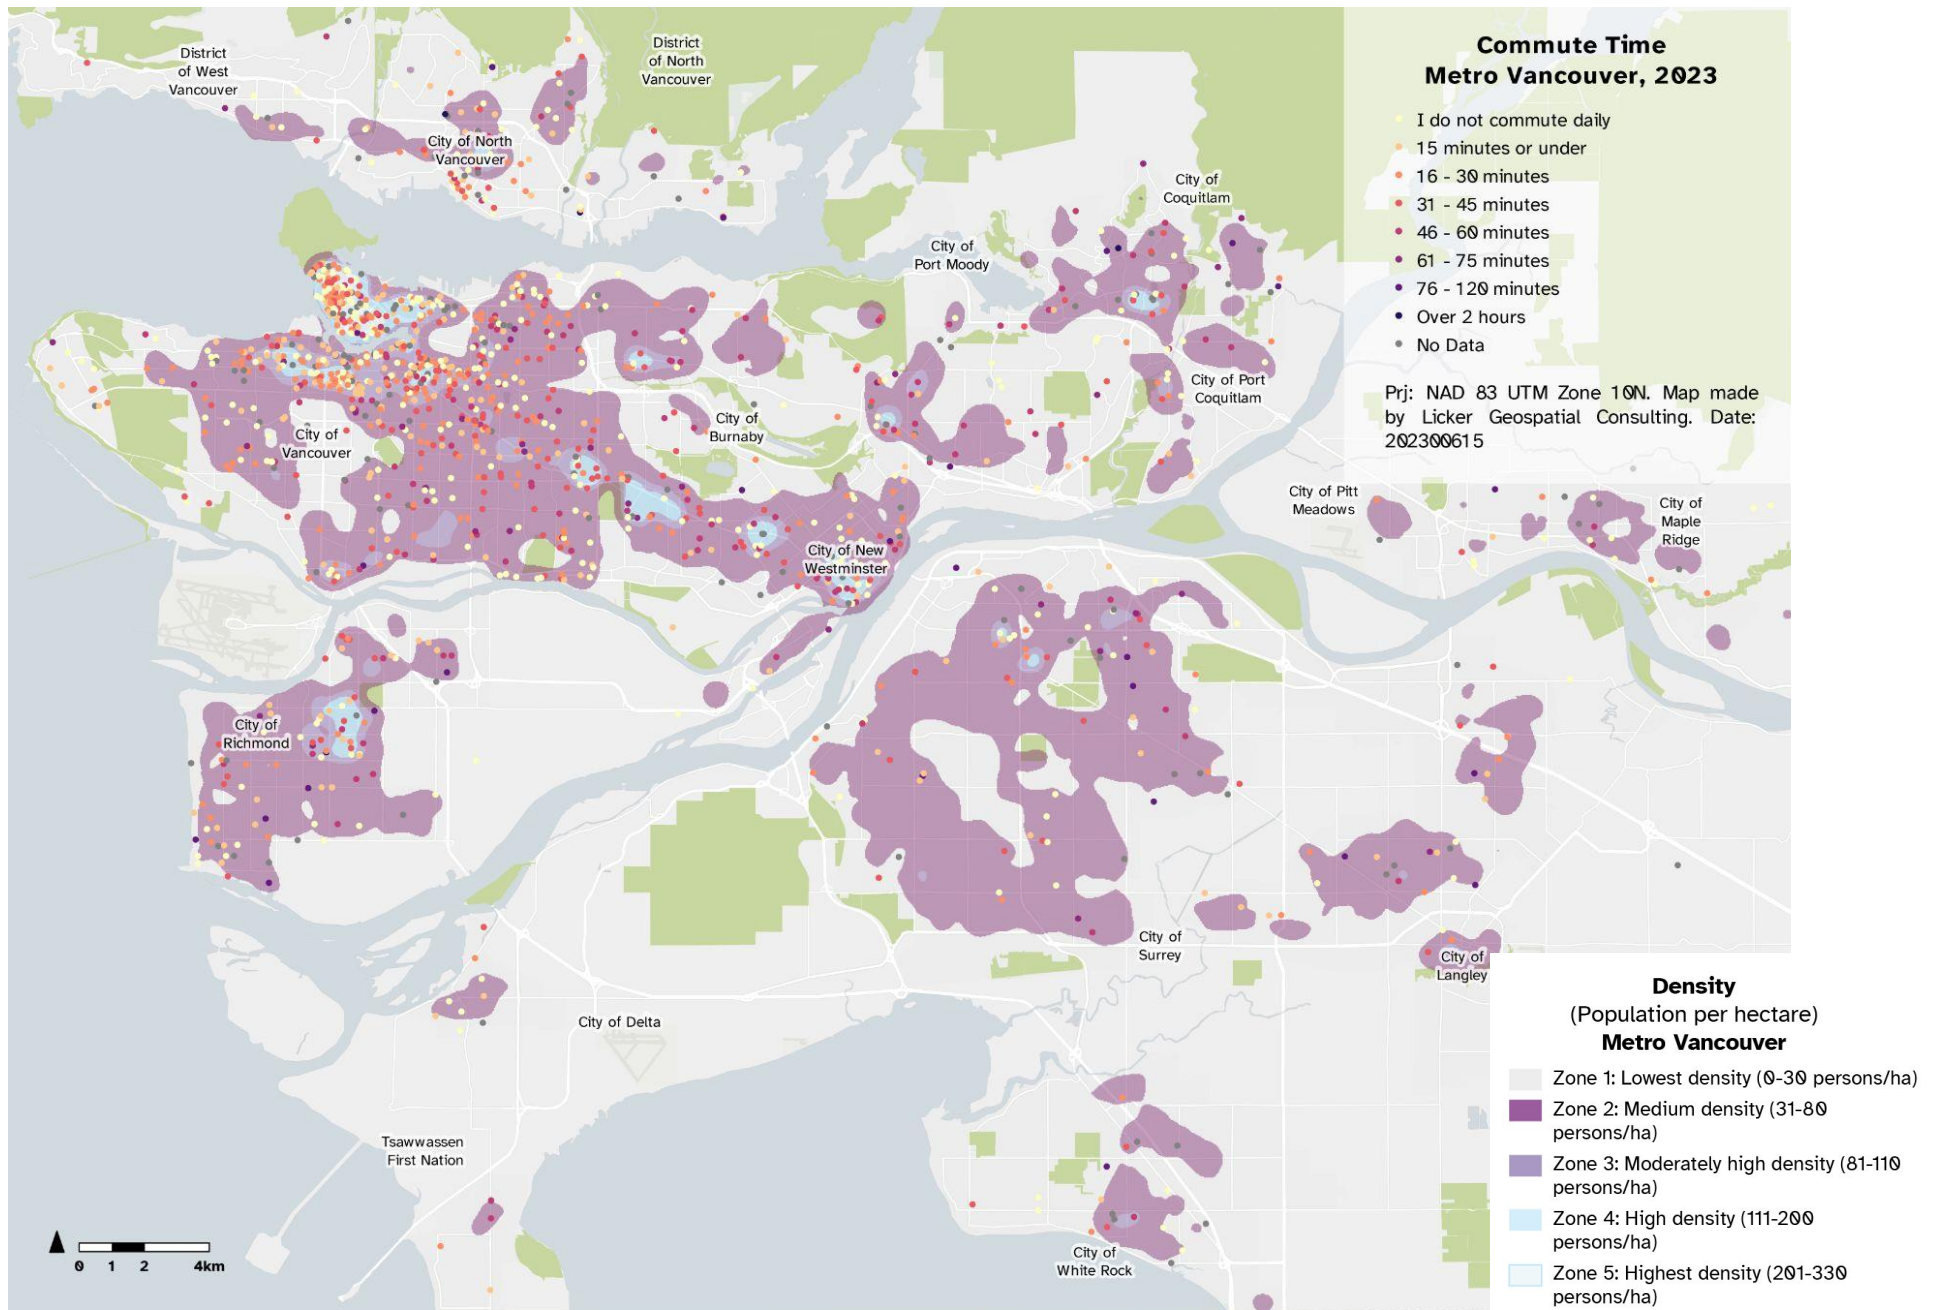 Commute Time
Metro Vancouver, 2023
I do not commute daily
15 minutes or under
16 - 30 minutes
31 - 45 minutes
46 - 60 minutes
61 - 75 minutes
76 - 120 minutes
Over 2 hours
No Data
Prj: NAD 83 UTM Zone 10N. Map made
by Licker Geospatial Consulting. Date:
202300615
District
of West
Vancouver
District
of North
Vancouver
City of North
Vancouver
City of
Coquitlam
City of
Port Moody
City of Port
Coquitlam
City of
Burnaby
City of
Vancouver
City of Pitt
Meadows
City of
Maple
Ridge
City of New
Westminster
City of
Richmond
City of
Surrey
City of
Langley
City of Delta
Tsawwassen
First Nation
City of
White Rock
0 1 2 4km
Density
(Population per hectare)
Metro Vancouver
Zone 1: Lowest density (0-30 persons/ha)
Zone 2: Medium density (31-80
persons/ha)
Zone 3: Moderately high density (81-110
persons/ha)
Zone 4: High density (111-200
persons/ha)
Zone 5: Highest density (201-330
persons/ha)